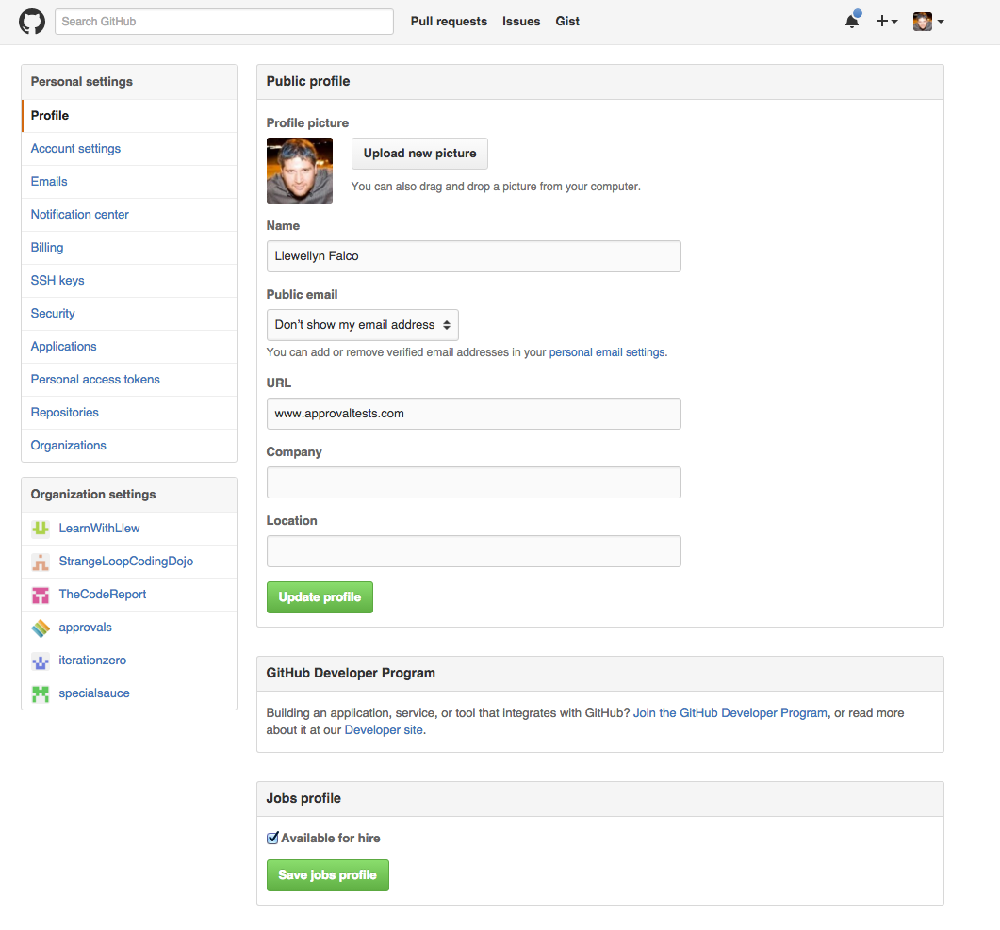 Search GitHub
Pull requests
Issues
Gist
Personal settings
Profile
Account settings
Emails
Notification center
Billing
SSH keys
Security
Applications
Personal access tokens
Repositories
Organizations
Organization settings
LearnWithLlew
StrangeLoopCodingDojo
TheCodeReport
approvals
iterationzero
specialsauce
Public profile
Profile picture
Upload new picture
You can also drag and drop a picture from your computer.
Name
Llewellyn Falco
Public email
Don't show my email address
You can add or remove verified email addresses in your personal email settings.
URL
www.approvaltests.com
Company
Location
Update profile
GitHub Developer Program
Building an application, service, or tool that integrates with GitHub? Join the GitHub Developer Program, or read more
about it at our Developer site.
Jobs profile
Available for hire
Save jobs profile